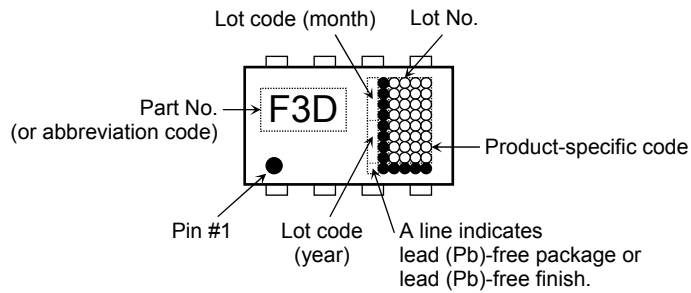 Lot code (month)
Lot No.
Part No.
(or abbreviation code)
F3D
Product-specific code
Pin #1
Lot code
(year)
A line indicates
lead (Pb)-free package or
lead (Pb)-free finish.